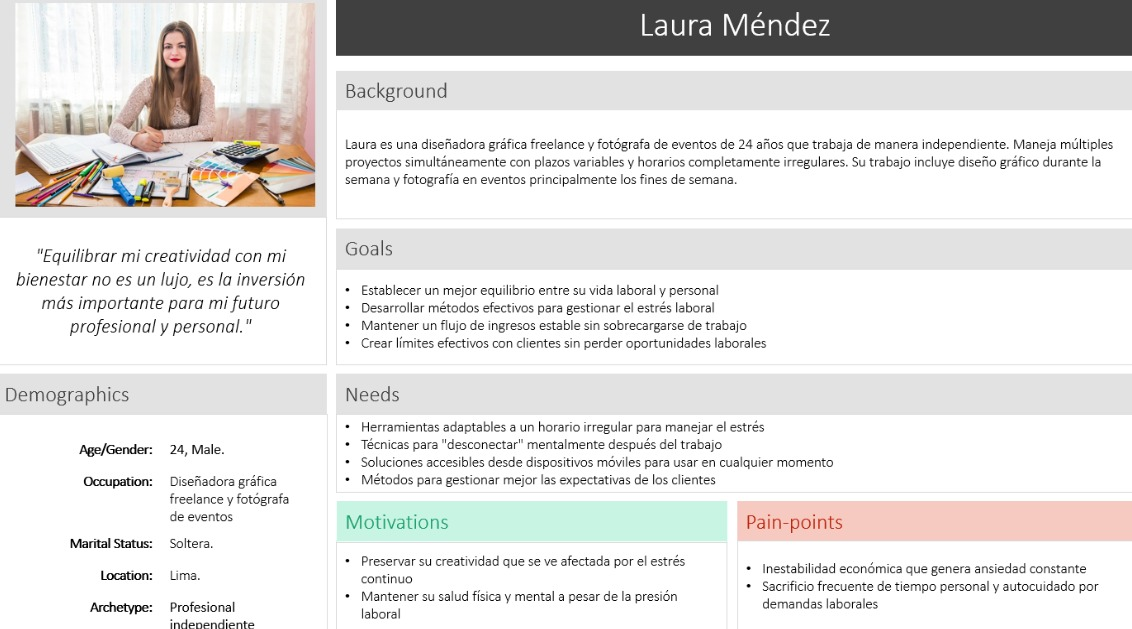 Laura Méndez
"Equilibrar mi creatividad con mi
bienestar no es un lujo, es la inversión
más importante para mi futuro
profesional y personal."
Background
Laura es una diseñadora gráfica freelance y fotógrafa de eventos de 24 años que trabaja de manera independiente. Maneja múltiples
proyectos simultáneamente con plazos variables y horarios completamente irregulares. Su trabajo incluye diseño gráfico durante la
semana y fotografía en eventos principalmente los fines de semana.
Goals
• Establecer un mejor equilibrio entre su vida laboral y personal
• Desarrollar métodos efectivos para gestionar el estrés laboral
• Mantener un flujo de ingresos estable sin sobrecargarse de trabajo
• Crear límites efectivos con clientes sin perder oportunidades laborales
Demographics
Age/Gender: 24, Male.
Occupation: Diseñadora gráfica
freelance y fotógrafa
de eventos
Marital Status: Soltera.
Location: Lima.
Archetype: Profesional
independiente
Needs
• Herramientas adaptables a un horario irregular para manejar el estrés
• Técnicas para "desconectar" mentalmente después del trabajo
• Soluciones accesibles desde dispositivos móviles para usar en cualquier momento
• Métodos para gestionar mejor las expectativas de los clientes
Motivations
• Preservar su creatividad que se ve afectada por el estrés
continuo
• Mantener su salud física y mental a pesar de la presión
laboral
Pain-points
• Inestabilidad económica que genera ansiedad constante
• Sacrificio frecuente de tiempo personal y autocuidado por
demandas laborales